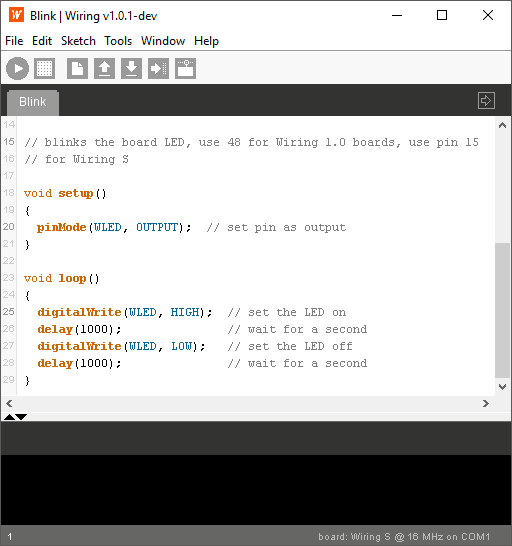 Blink | Wiring v1.0.1-dev
File Edit Sketch Tools Window Help
Blink
14
15 // blinks the board LED, use 48 for Wiring 1.0 boards, use pin 15
16 // for Wiring S
17
18 void setup()
19 {
20   pinMode(WLED, OUTPUT);  // set pin as output
21 }
22
23 void loop()
24 {
25   digitalWrite(WLED, HIGH);  // set the LED on
26   delay(1000);               // wait for a second
27   digitalWrite(WLED, LOW);   // set the LED off
28   delay(1000);               // wait for a second
29 }
1 board: Wiring S @ 16 MHz on COM1